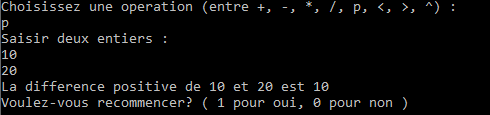 Choisissez une operation (entre +, -, *, /, p, <, >, ^) :
p
Saisir deux entiers :
10
20
La difference positive de 10 et 20 est 10
Voulez-vous recommencer? ( 1 pour oui, 0 pour non )